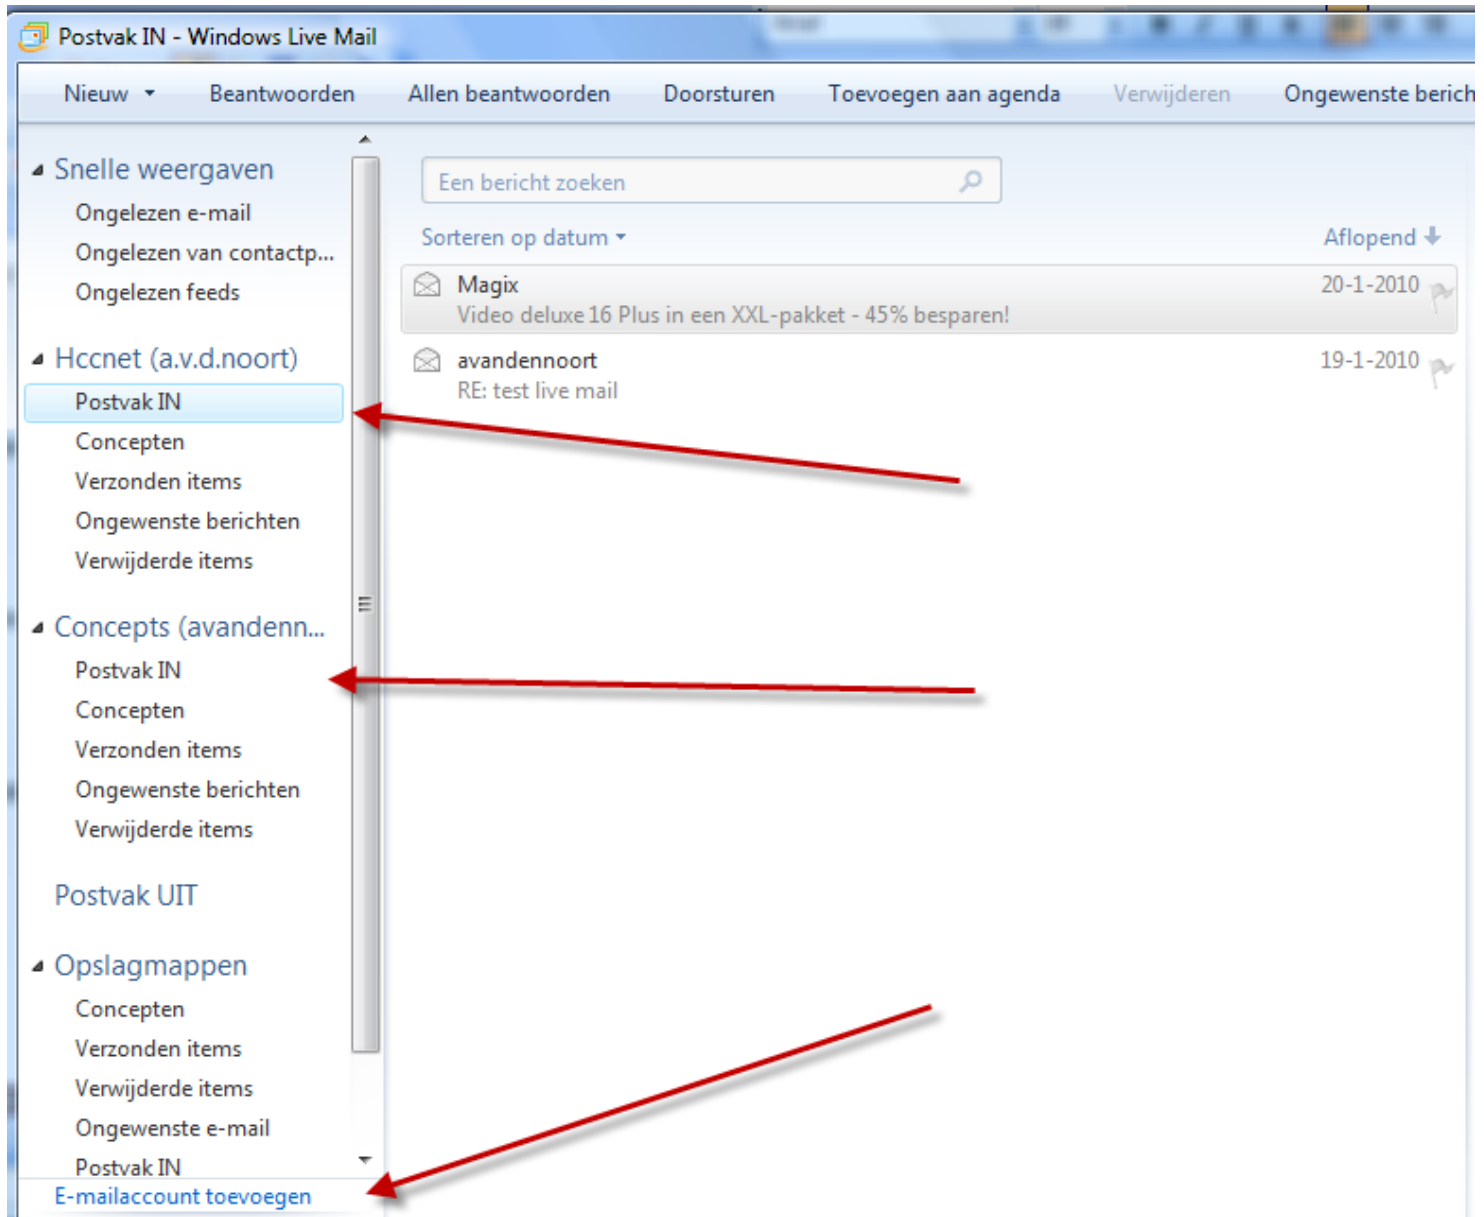 Postvak IN - Windows Live Mail
Nieuw Beantwoorden Allen beantwoorden Doorsturen Toevoegen aan agenda Verwijderen Ongewenste berich
Snelle weergaven
Ongelezen e-mail
Ongelezen van contactp...
Ongelezen feeds
Hccnet (a.v.d.noort)
Postvak IN
Concepten
Verzonden items
Ongewenste berichten
Verwijderde items
Concepts (avandenn...
Postvak IN
Concepten
Verzonden items
Ongewenste berichten
Verwijderde items
Postvak UIT
Opslagmappen
Concepten
Verzonden items
Verwijderde items
Ongewenste e-mail
Postvak IN
E-mailaccount toevoegen
Een bericht zoeken
Sorteren op datum Aflopend
Magix 20-1-2010
Video deluxe 16 Plus in een XXL-pakket - 45% besparen!
avandennoort 19-1-2010
RE: test live mail